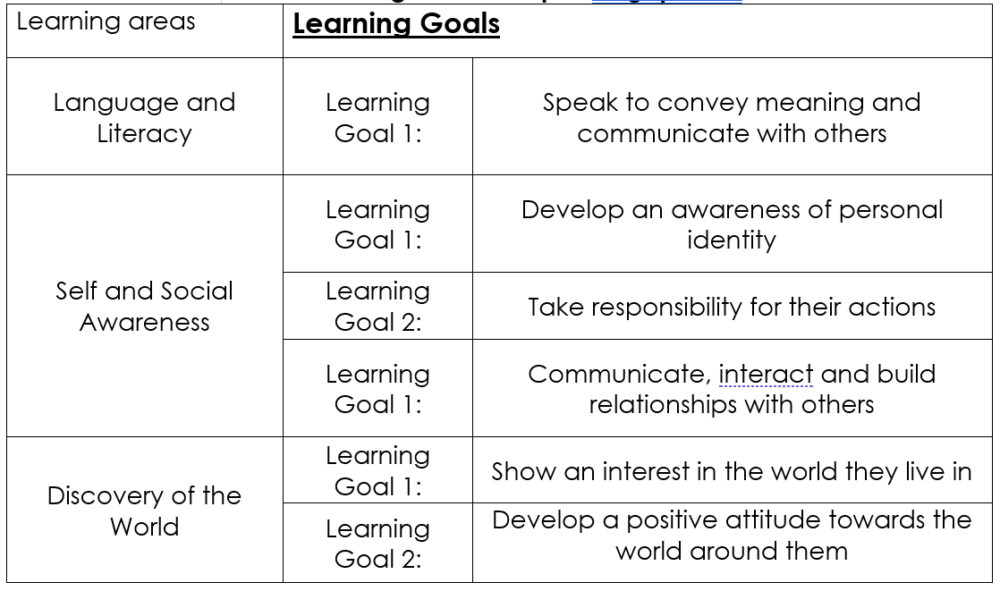 Learning areas
Learning Goals
Language and
Literacy
Learning
Goal 1:
Speak to convey meaning and
communicate with others
Self and Social
Awareness
Learning
Goal 1:
Develop an awareness of personal
identity
Learning
Goal 2:
Take responsibility for their actions
Learning
Goal 1:
Communicate, interact and build
relationships with others
Discovery of the
World
Learning
Goal 1:
Show an interest in the world they live in
Learning
Goal 2:
Develop a positive attitude towards the
world around them